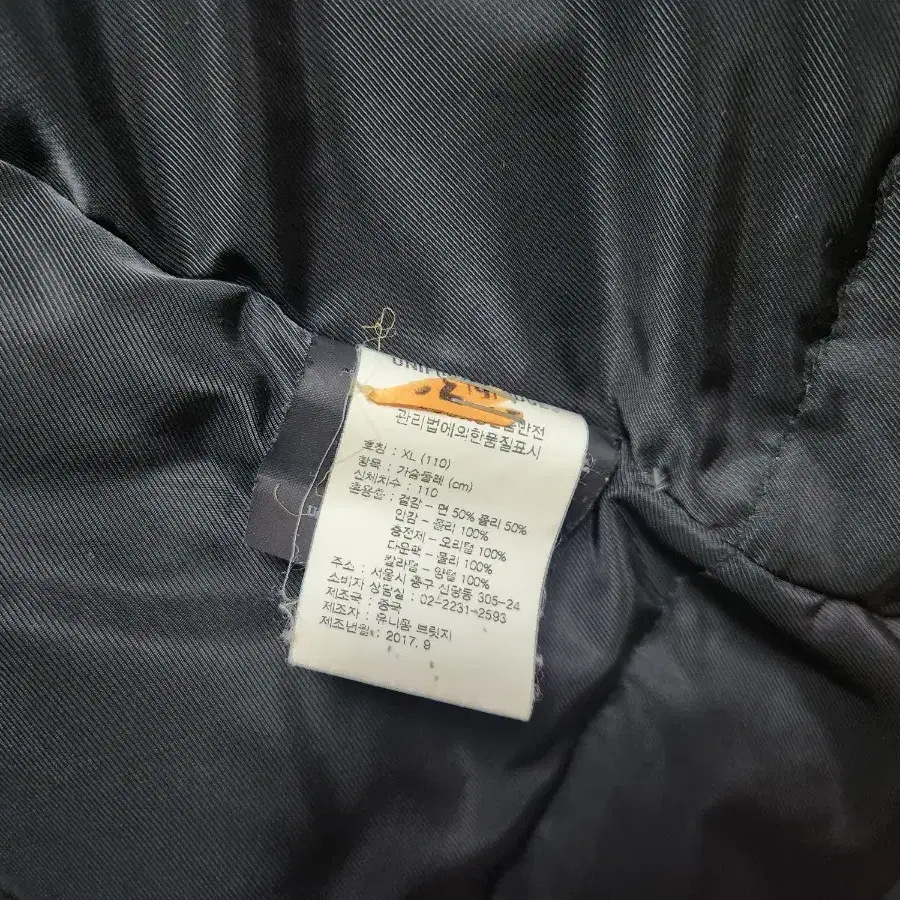 관리법에의한품질표시
호칭 : XL (110)
항목 : 가슴둘레 (cm)
신체치수 : 110
혼용율 : 겉감 - 면 50% 폴리 50%
안감 - 폴리 100%
충전제 - 오리털 100%
다운백 - 폴리 100%
칼라털 - 양털 100%
주소 : 서울시 중구 신당동 305-24
소비자 상담실 : 02-2231-2593
제조국 : 중국
제조자 : 유니폼 브릿지
제조년월 : 2017. 9